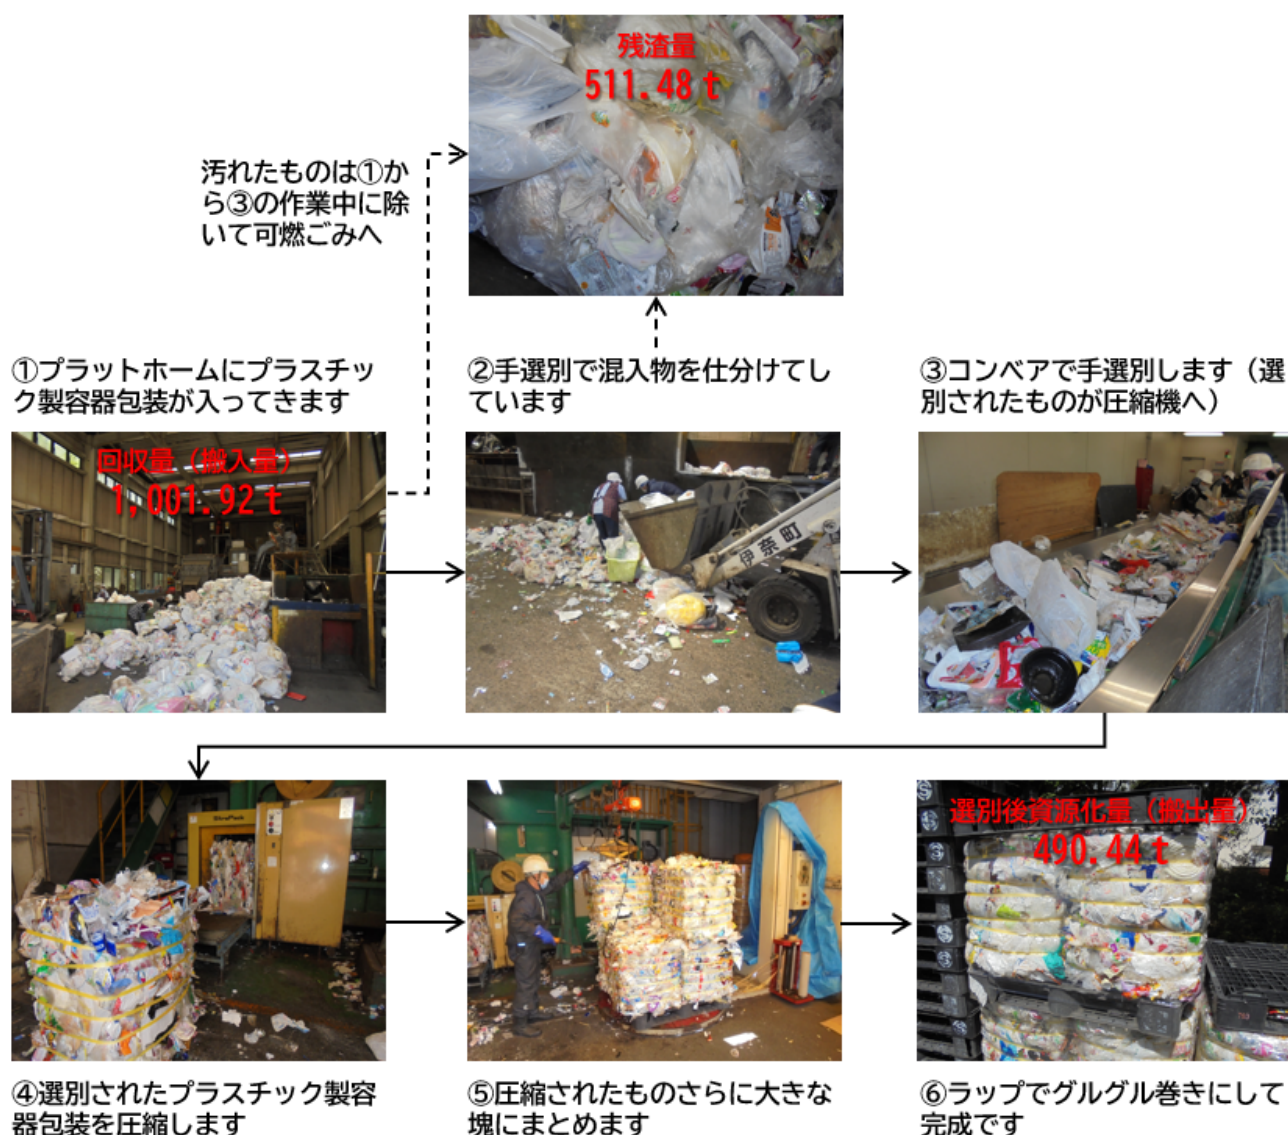 残渣量
511.48 t
汚れたものは①か
ら③の作業中に除
いて可燃ごみへ
①プラットホームにプラスチッ
ク製容器包装が入ってきます
②手選別で混入物を仕分けてし
ています
③コンベアで手選別します（選
別されたものが圧縮機へ）
回収量（搬入量）
1,001.92 t
伊奈町
選別後資源化量（搬出量）
490.44 t
④選別されたプラスチック製容
器包装を圧縮します
⑤圧縮されたものさらに大きな
塊にまとめます
⑥ラップでグルグル巻きにして
完成です